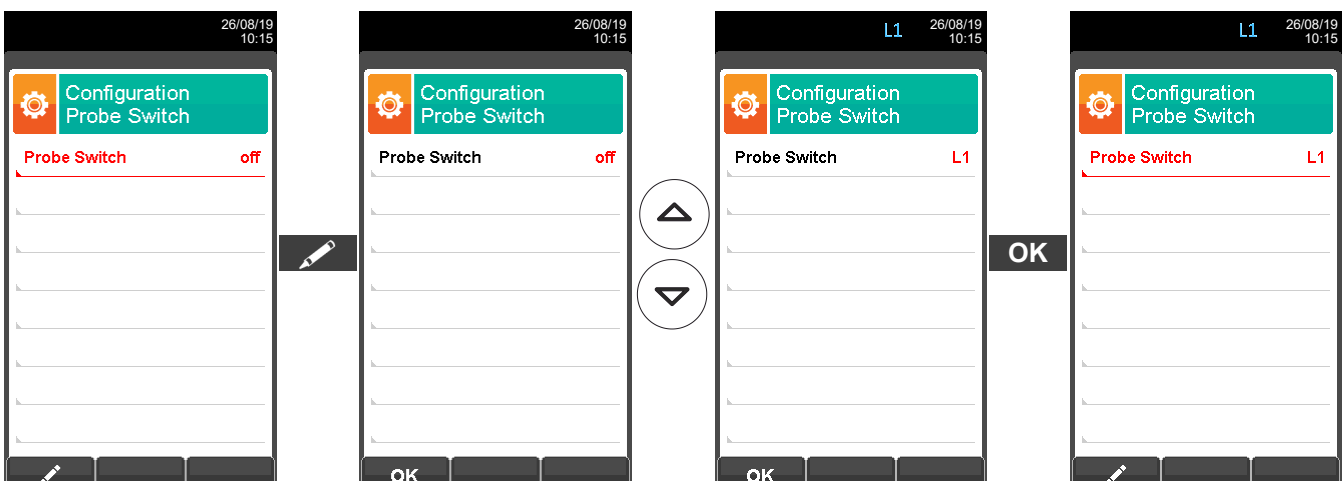 26/08/19
10:15
Configuration
Probe Switch
Probe Switch off
26/08/19
10:15
Configuration
Probe Switch
Probe Switch off
OK
L1 26/08/19
10:15
Configuration
Probe Switch
Probe Switch L1
OK
OK
L1 26/08/19
10:15
Configuration
Probe Switch
Probe Switch L1